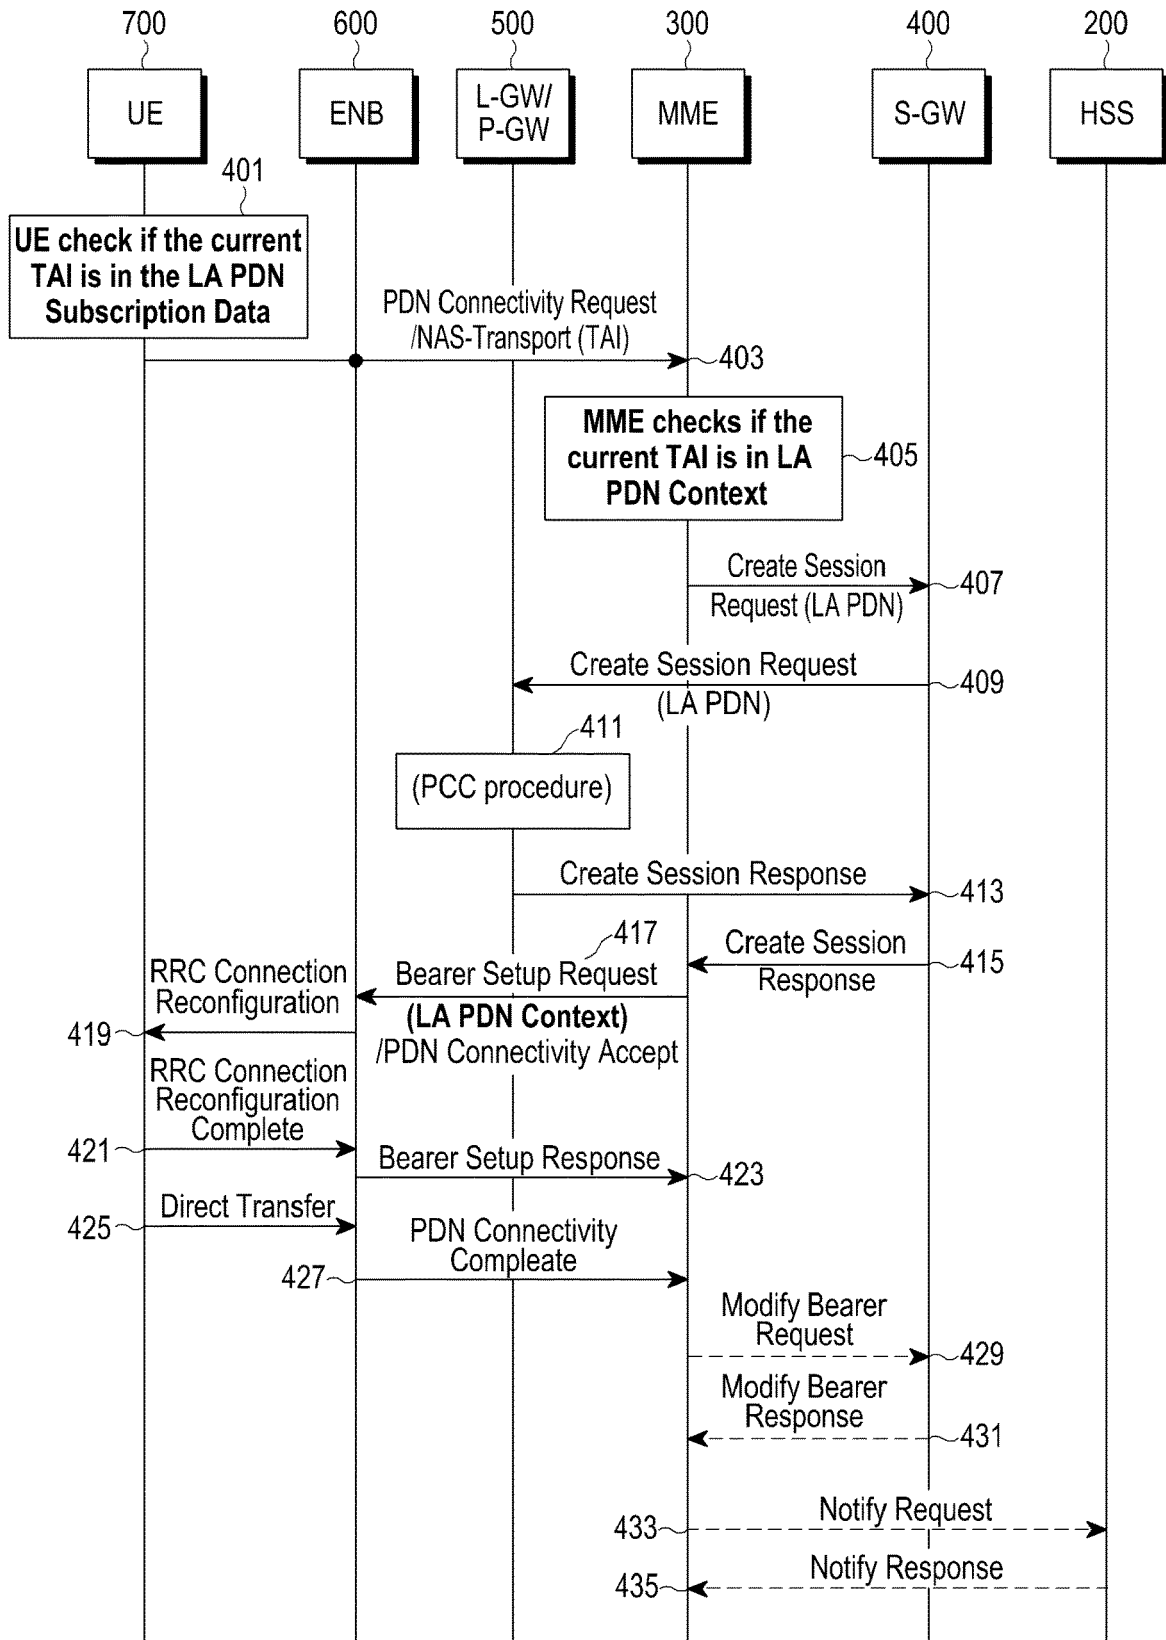 700
600
500
300
400
200
UE
ENB
L-GW/
P-GW
MME
S-GW
HSS
401
UE check if the current
TAI is in the LA PDN
Subscription Data
PDN Connectivity Request
/NAS-Transport (TAI)
403
MME checks if the
current TAI is in LA
PDN Context
405
Create Session
Request (LA PDN)
407
Create Session Request
(LA PDN)
409
411
(PCC procedure)
Create Session Response
413
417
Create Session
Response
415
Bearer Setup Request
(LA PDN Context)
/PDN Connectivity Accept
RRC Connection
Reconfiguration
419
RRC Connection
Reconfiguration
Complete
421
Bearer Setup Response
423
Direct Transfer
425
PDN Connectivity
Compleate
427
Modify Bearer
Request
429
Modify Bearer
Response
431
Notify Request
433
Notify Response
435